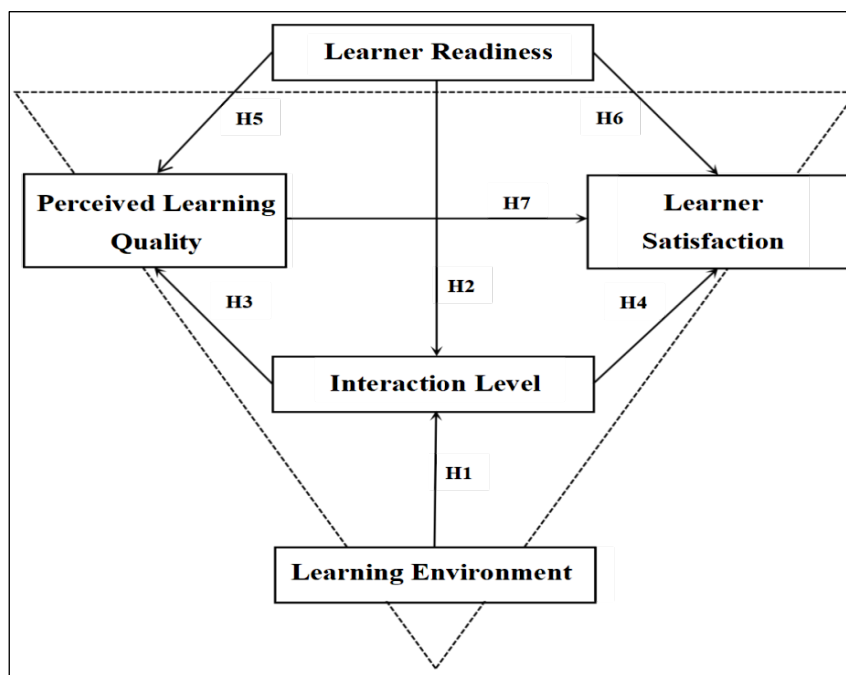 Learner Readiness
H5
H6
Perceived Learning
Quality
H7
Learner
Satisfaction
H3
H2
H4
Interaction Level
H1
Learning Environment